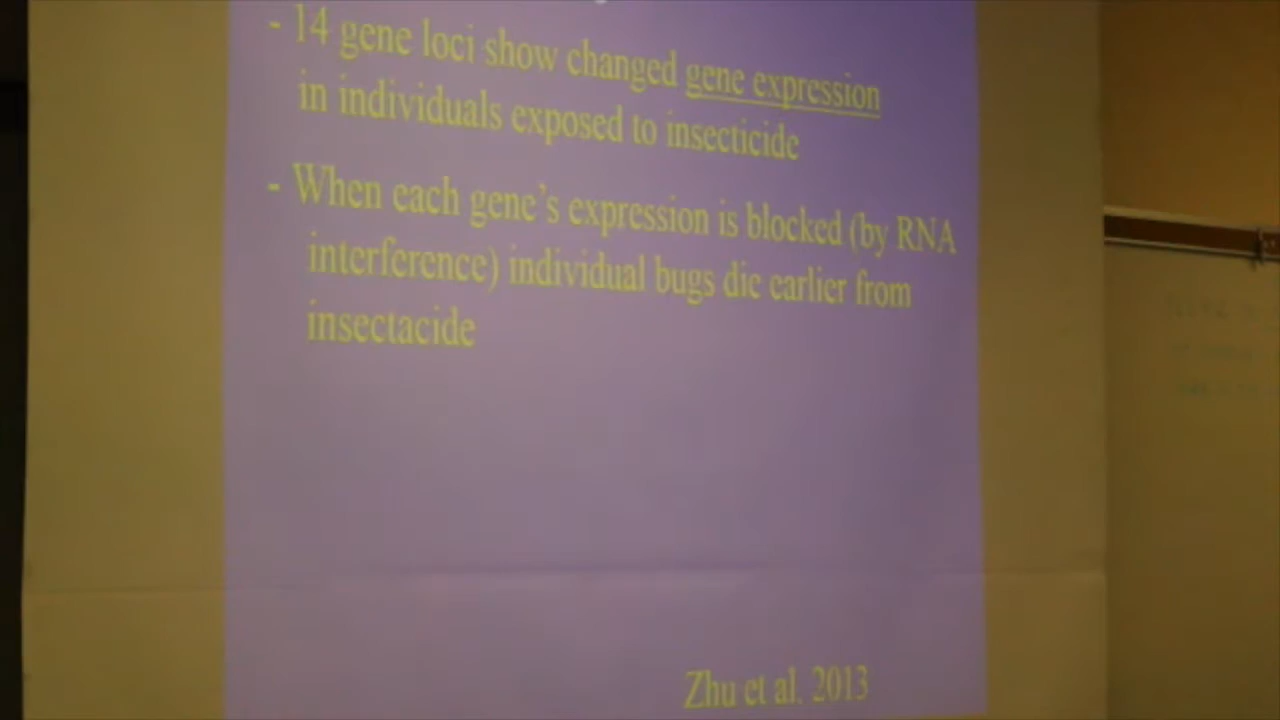 - 14 gene loci show changed gene expression
in individuals exposed to insecticide
- When each gene's expression is blocked (by RNA
interference) individual bugs die earlier from
insectacide
Zhu et al. 2013